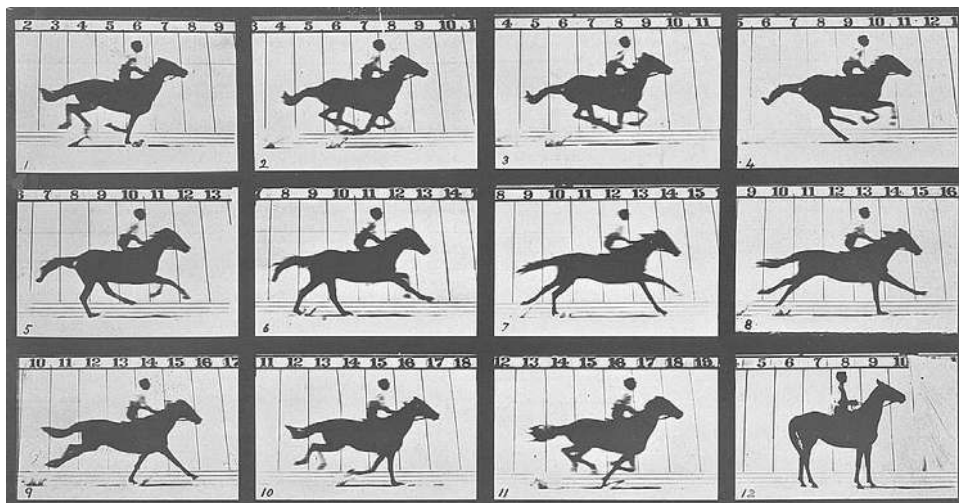 2 3 4 5 6 7 8 9
1
3 4 5 6 7 8 9 10
2
4 5 6 7 8 9 10 11
3
5 6 7 8 9 10 11 12
4
6 7 8 9 10 11 12 13
5
7 8 9 10 11 12 13 14
6
8 9 10 11 12 13 14 15
7
9 10 11 12 13 14 15 16
8
10 11 12 13 14 15 16 17
9
11 12 13 14 15 16 17 18
10
12 13 14 15 16 17 18 19
11
5 6 7 8 9 10
12